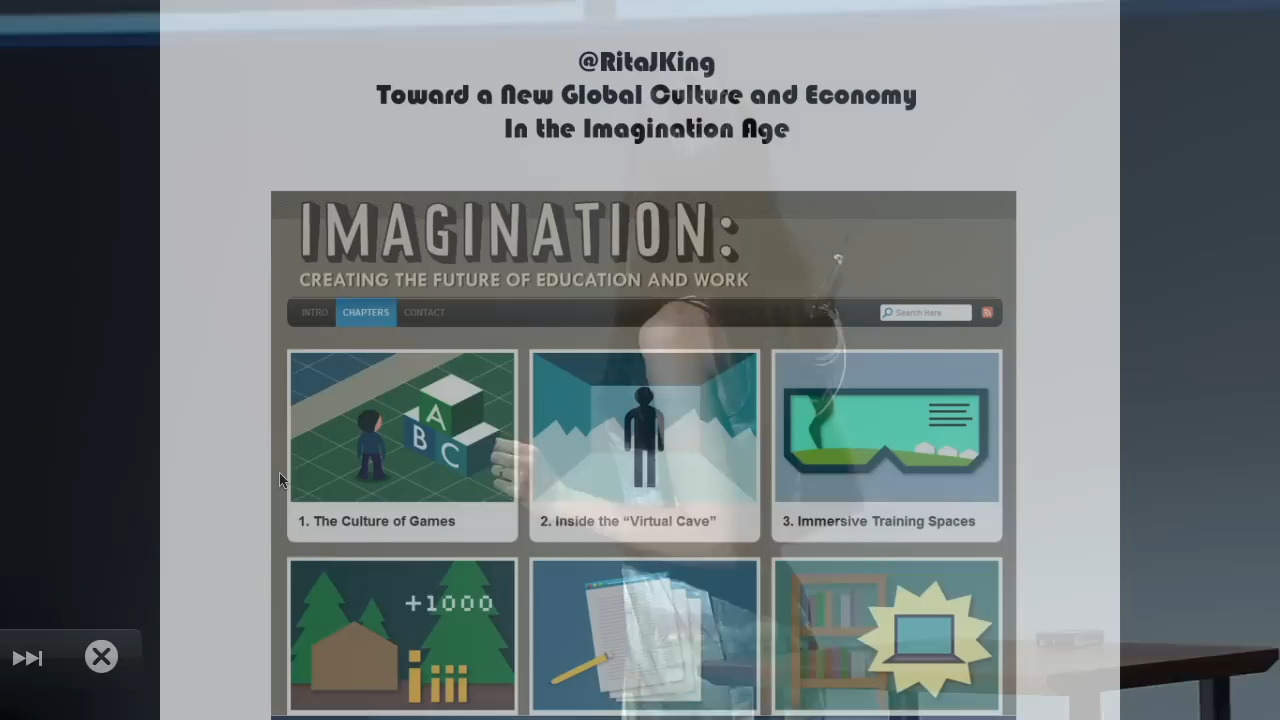 @RitaJKing
Toward a New Global Culture and Economy
In the Imagination Age
IMAGINATION:
CREATING THE FUTURE OF EDUCATION AND WORK
INTRO CHAPTERS CONTACT Search Here
A
B C
1. The Culture of Games 2. Inside the “Virtual Cave” 3. Immersive Training Spaces
+1000